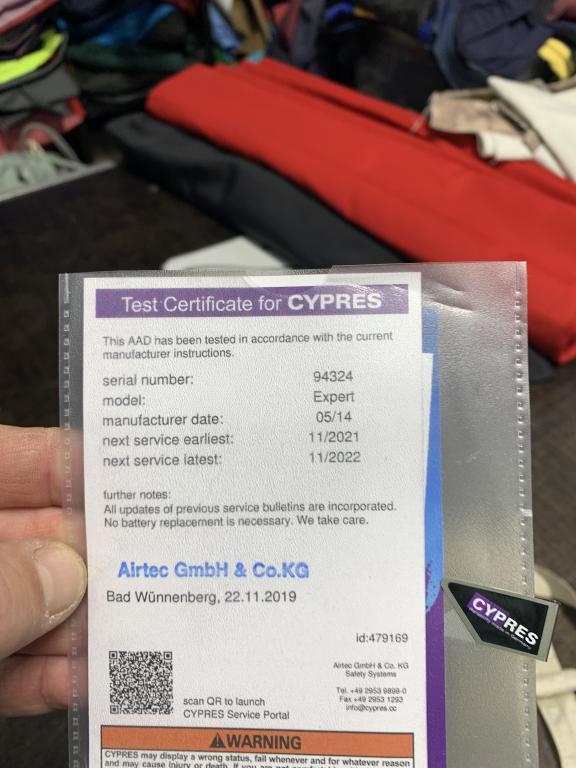 Test Certificate for CYPRES
This AAD has been tested in accordance with the current
manufacturer instructions.
serial number: 94324
model: Expert
manufacturer date: 05/14
next service earliest: 11/2021
next service latest: 11/2022
further notes:
All updates of previous service bulletins are incorporated.
No battery replacement is necessary. We take care.
Airtec GmbH & Co.KG
Bad Wünnenberg, 22.11.2019
id:479169
Airtec GmbH & Co. KG
Safety Systems
Tel. +49 2953 9899-0
Fax +49 2953 1293
info@cypres.cc
scan QR to launch
CYPRES Service Portal
CYPRES
WARNING
CYPRES may display a wrong status, fail whenever and for whatever reason
and may cause injury or death. If you are not